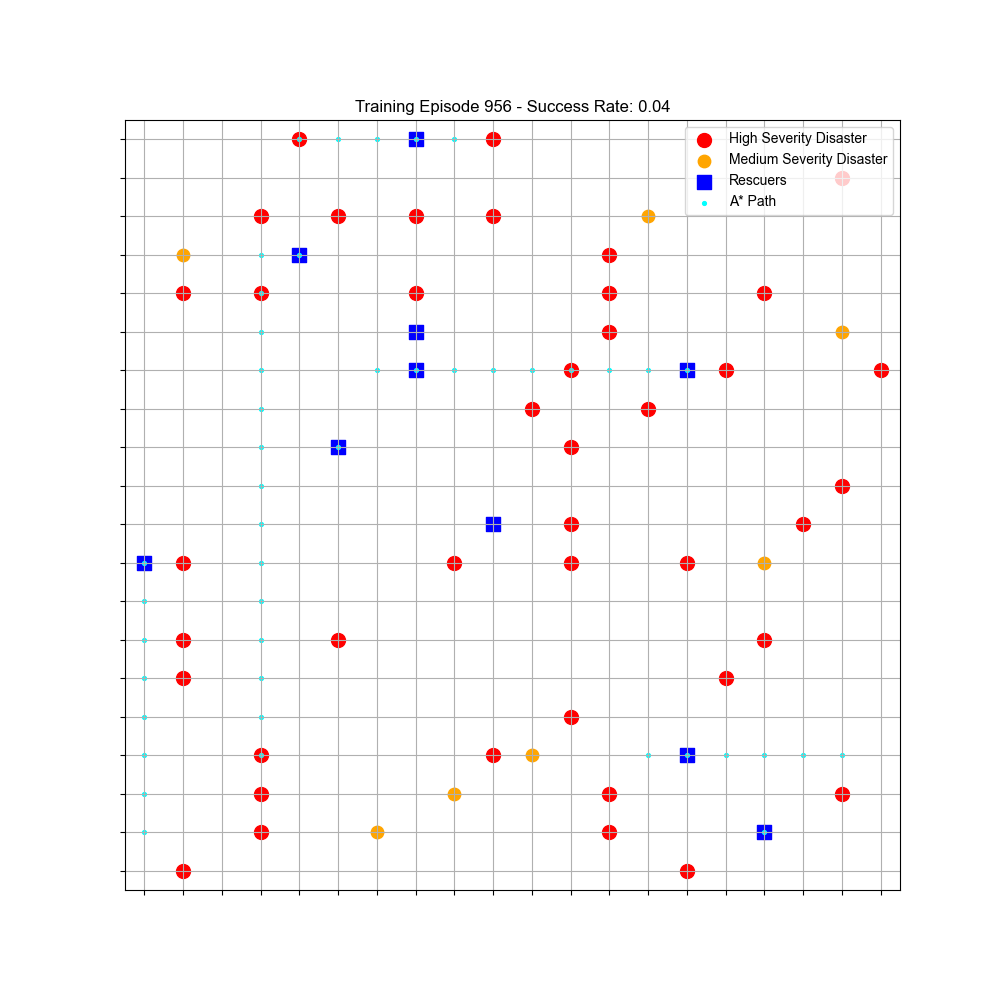 Training Episode 956 - Success Rate: 0.04
High Severity Disaster
Medium Severity Disaster
Rescuers
A* Path